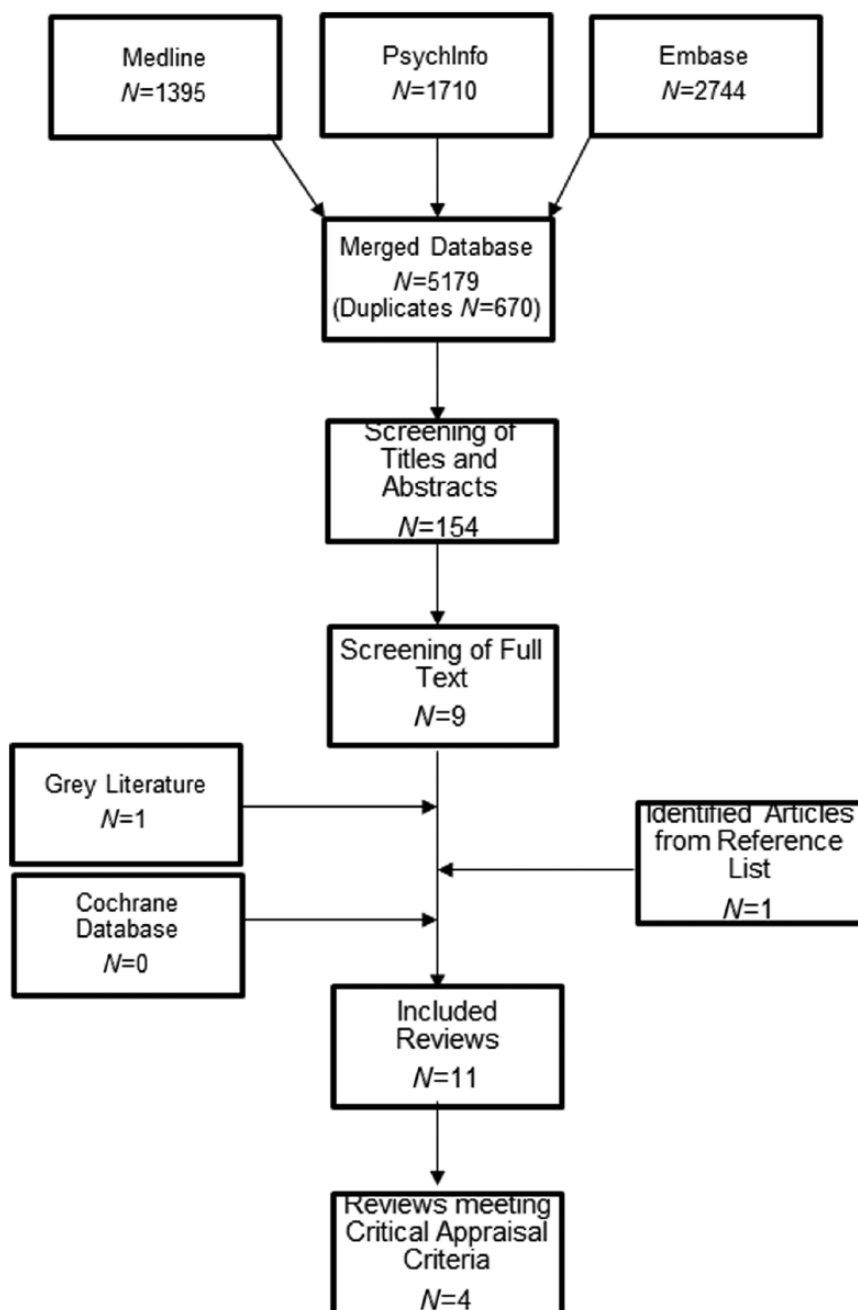 Medline
N=1395
PsychInfo
N=1710
Embase
N=2744
Merged Database
N=5179
(Duplicates N=670)
Screening of
Titles and
Abstracts
N=154
Screening of Full
Text
N=9
Grey Literature
N=1
Identified Articles
from Reference
List
N=1
Cochrane
Database
N=0
Included
Reviews
N=11
Reviews meeting
Critical Appraisal
Criteria
N=4